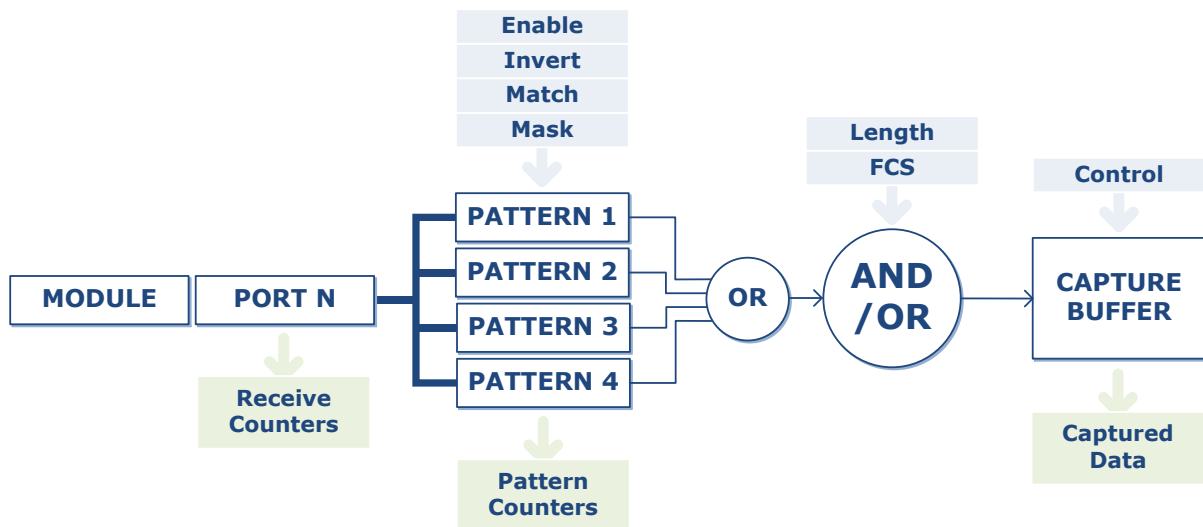 Enable
Invert
Match
Mask
Length
FCS
Control
MODULE
PORT N
PATTERN 1
PATTERN 2
PATTERN 3
PATTERN 4
OR
AND
/OR
CAPTURE
BUFFER
Receive
Counters
Pattern
Counters
Captured
Data